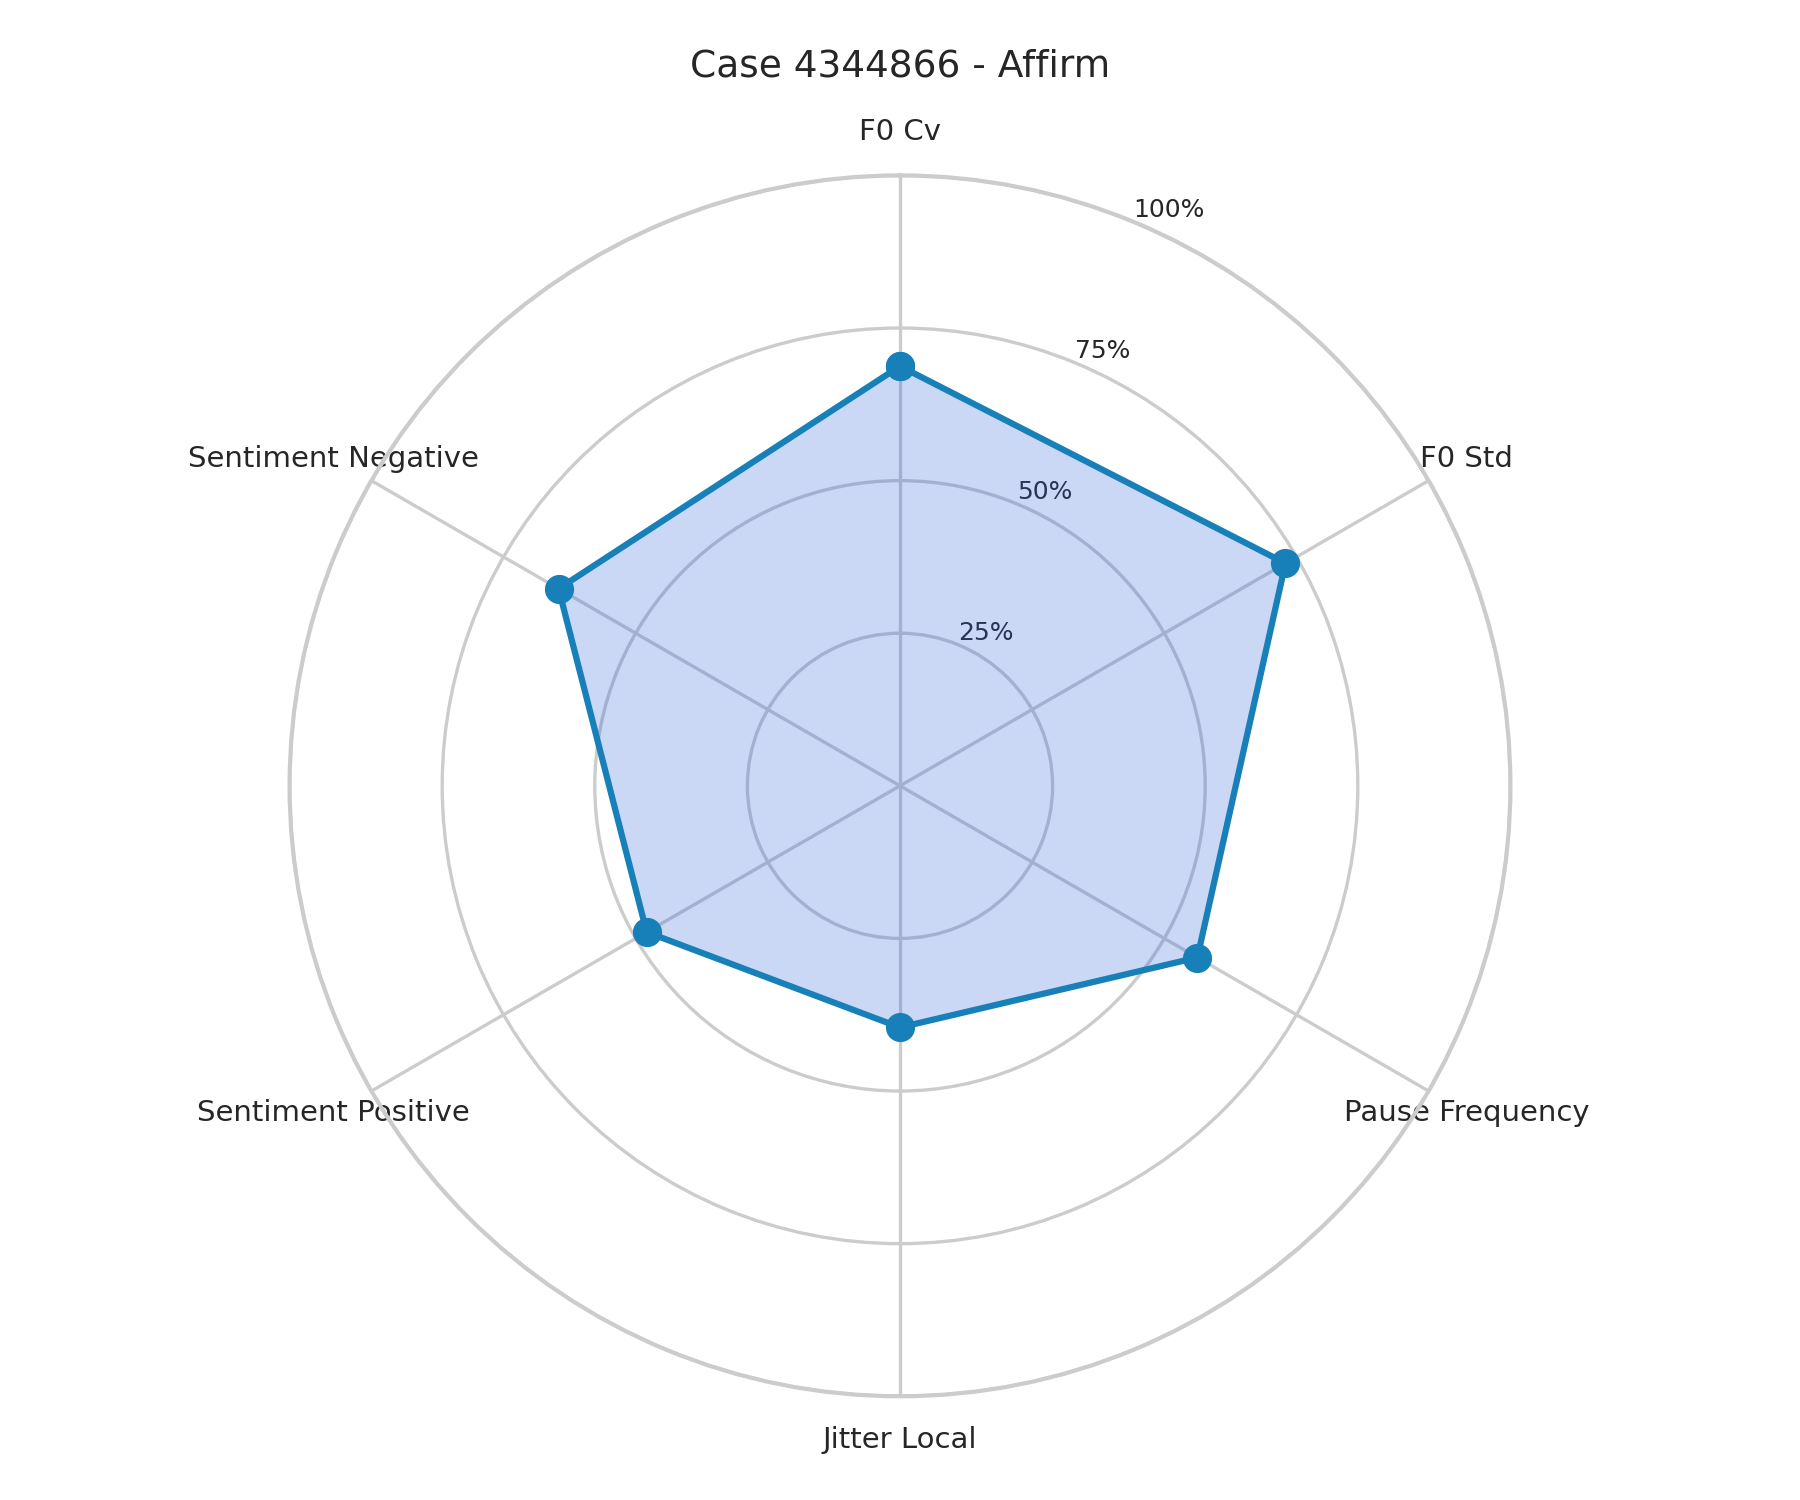 Case 4344866 - Affirm
F0 Cv
100%
75%
F0 Std
Sentiment Negative
50%
25%
Sentiment Positive
Pause Frequency
Jitter Local